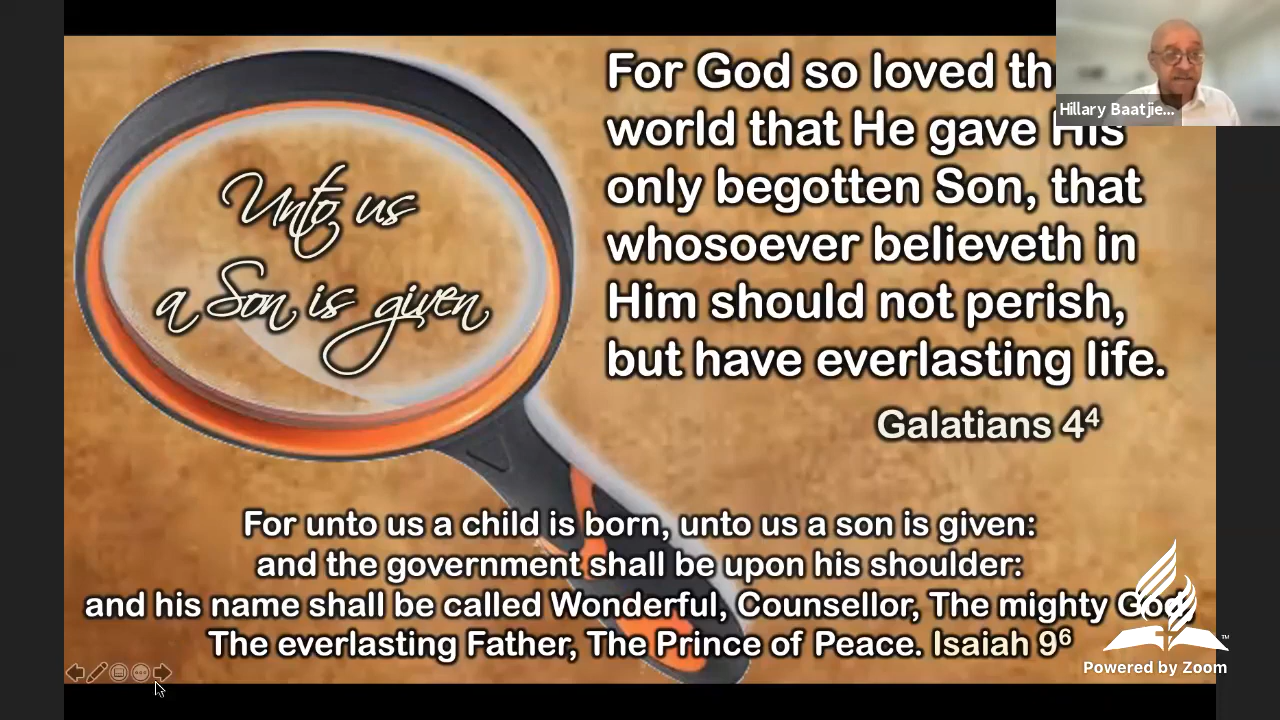 Unto us
a Son is given
For God so loved th
world that He gave His
only begotten Son, that
whosoever believeth in
Him should not perish,
but have everlasting life.
Galatians 4⁴
For unto us a child is born, unto us a son is given:
and the government shall be upon his shoulder:
and his name shall be called Wonderful, Counsellor, The mighty God
The everlasting Father, The Prince of Peace. Isaiah 9⁶
Hillary Baatjie...
™
Powered by Zoom